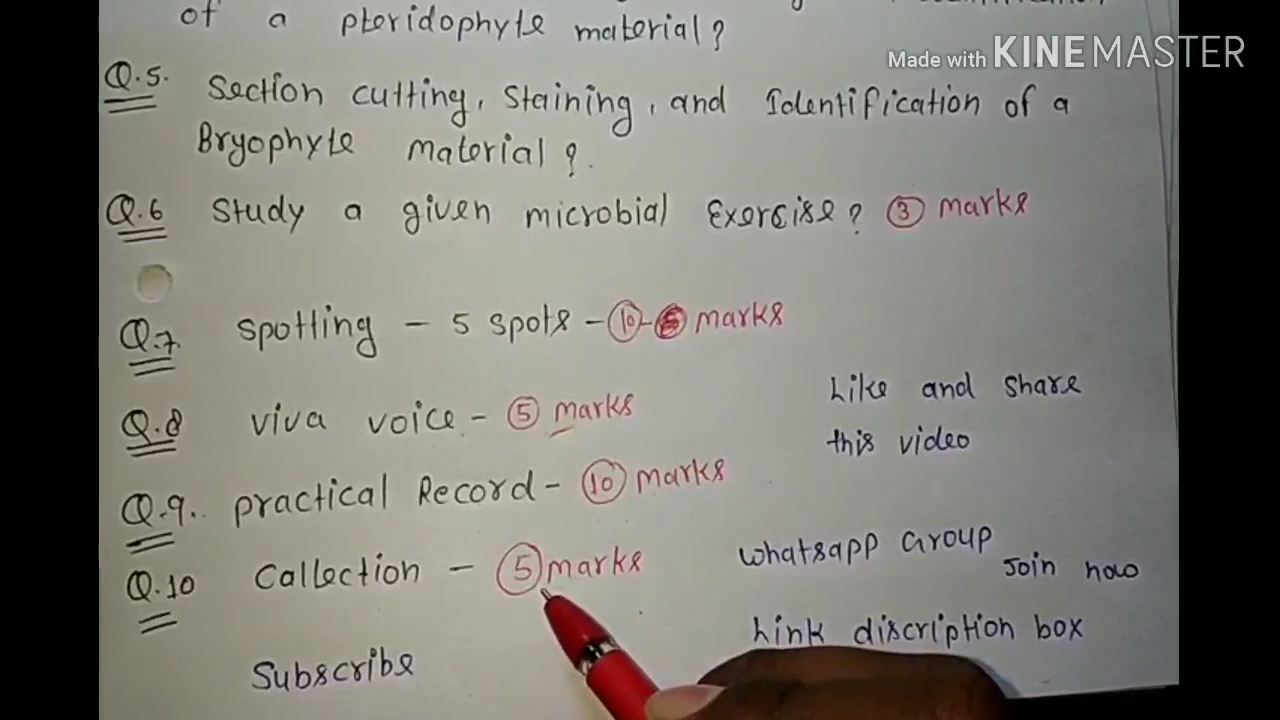 of a pteridophyte material?
Made with KINEMASTER
Q.5. Section cutting, Staining, and Identification of a
Bryophyte material?
Q.6 Study a given microbial Exercise? 3 marks
Q.7 Spotting - 5 spots - 10 - marks
Q.8 viva voice - 5 marks
Like and share
this video
Q.9. practical Record - 10 marks
Q.10 Collection - 5 marks
whatsapp Group
Join now
Link discription box
Subscribe